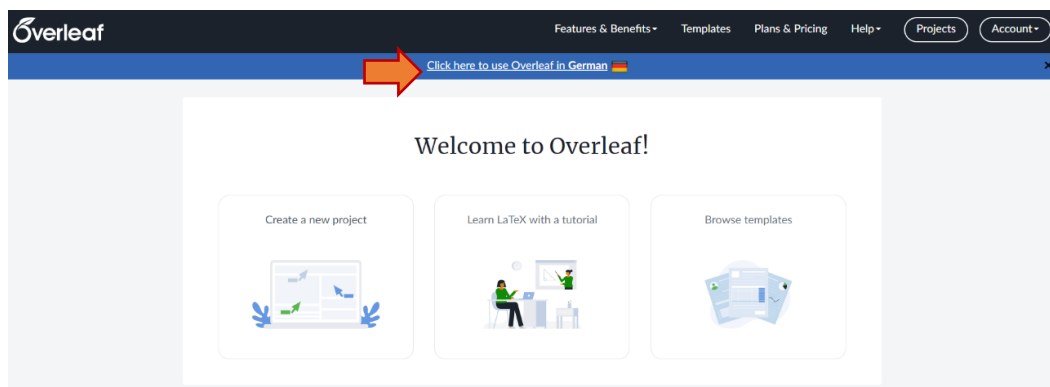 Overleaf
Features & Benefits
Templates
Plans & Pricing
Help
Projects
Account
Click here to use Overleaf in German
×
Welcome to Overleaf!
Create a new project
Learn LaTeX with a tutorial
Browse templates